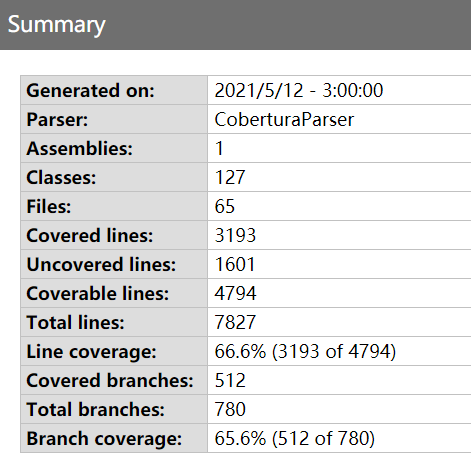 Summary
Generated on: 2021/5/12 - 3:00:00
Parser: CoberturaParser
Assemblies: 1
Classes: 127
Files: 65
Covered lines: 3193
Uncovered lines: 1601
Coverable lines: 4794
Total lines: 7827
Line coverage: 66.6% (3193 of 4794)
Covered branches: 512
Total branches: 780
Branch coverage: 65.6% (512 of 780)